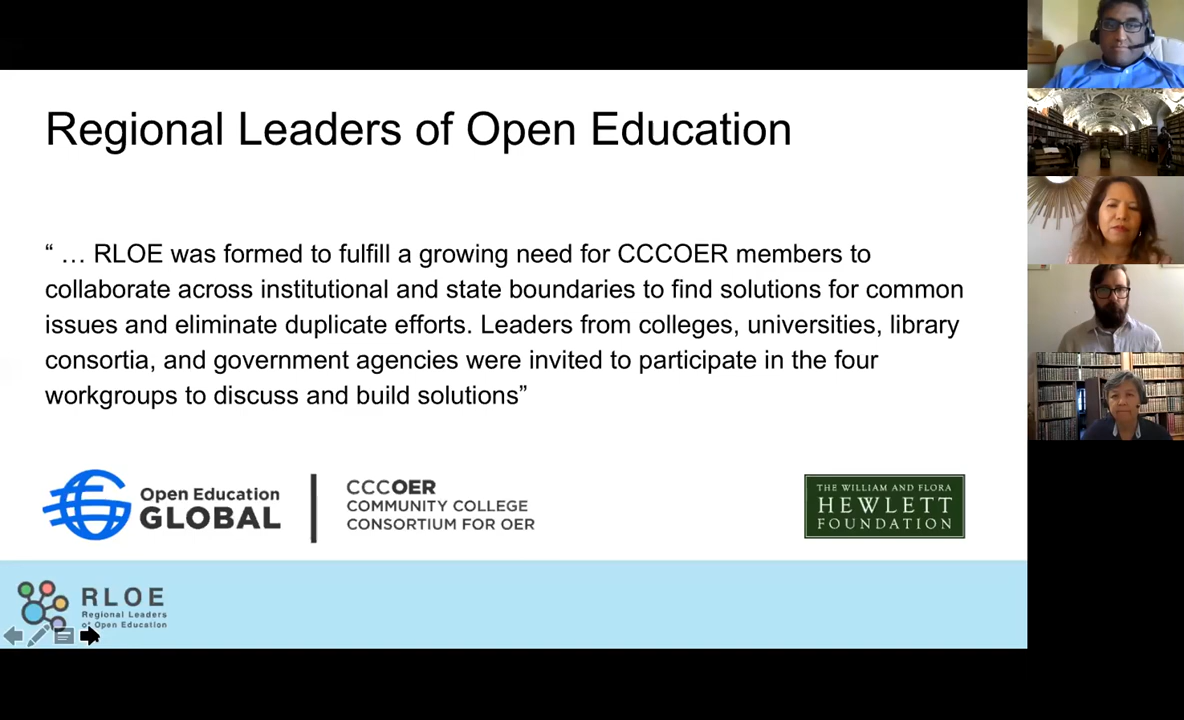 Regional Leaders of Open Education
“ … RLOE was formed to fulfill a growing need for CCCOER members to
collaborate across institutional and state boundaries to find solutions for common
issues and eliminate duplicate efforts. Leaders from colleges, universities, library
consortia, and government agencies were invited to participate in the four
workgroups to discuss and build solutions”
Open Education
GLOBAL
CCCOER
COMMUNITY COLLEGE
CONSORTIUM FOR OER
THE WILLIAM AND FLORA
HEWLETT
FOUNDATION
RLOE
Regional Leaders
of Open Education